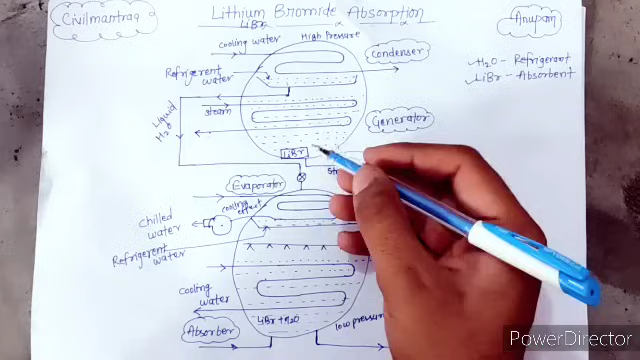 Civilmartaq
Lithium Bromide Absorption
LiBr
Anupam
cooling water
High Pressure
Condenser
H₂O - Refrigerant
LiBr - Absorbent
Refrigerent
water
Liquid
H₂O
steam
Generator
LiBr
Evaporator
cooling
effect
Chilled
water
Refrigerent
water
cooling
water
LiBr + H₂O
low pressure
Absorber
PowerDirector